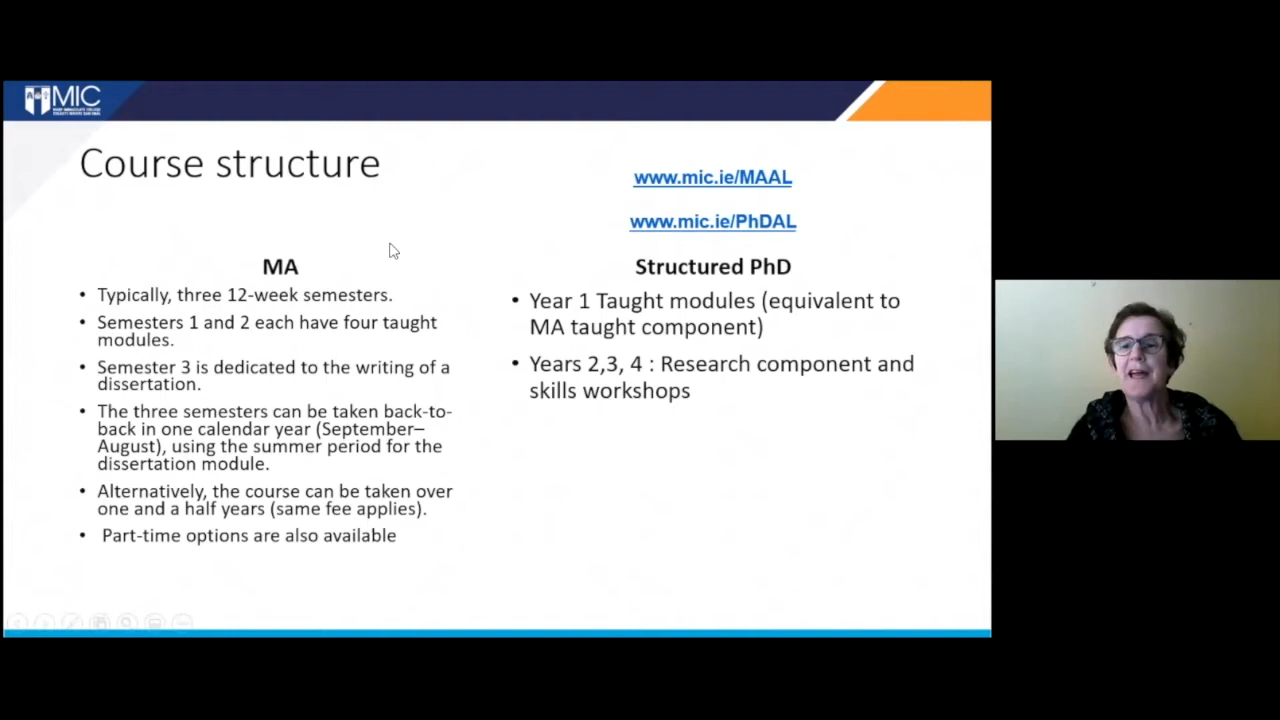 MIC
Course structure
www.mic.ie/MAAL
www.mic.ie/PhDAL
MA
• Typically, three 12-week semesters.
• Semesters 1 and 2 each have four taught
modules.
• Semester 3 is dedicated to the writing of a
dissertation.
• The three semesters can be taken back-to-
back in one calendar year (September–
August), using the summer period for the
dissertation module.
• Alternatively, the course can be taken over
one and a half years (same fee applies).
• Part-time options are also available
Structured PhD
• Year 1 Taught modules (equivalent to
MA taught component)
• Years 2,3, 4 : Research component and
skills workshops